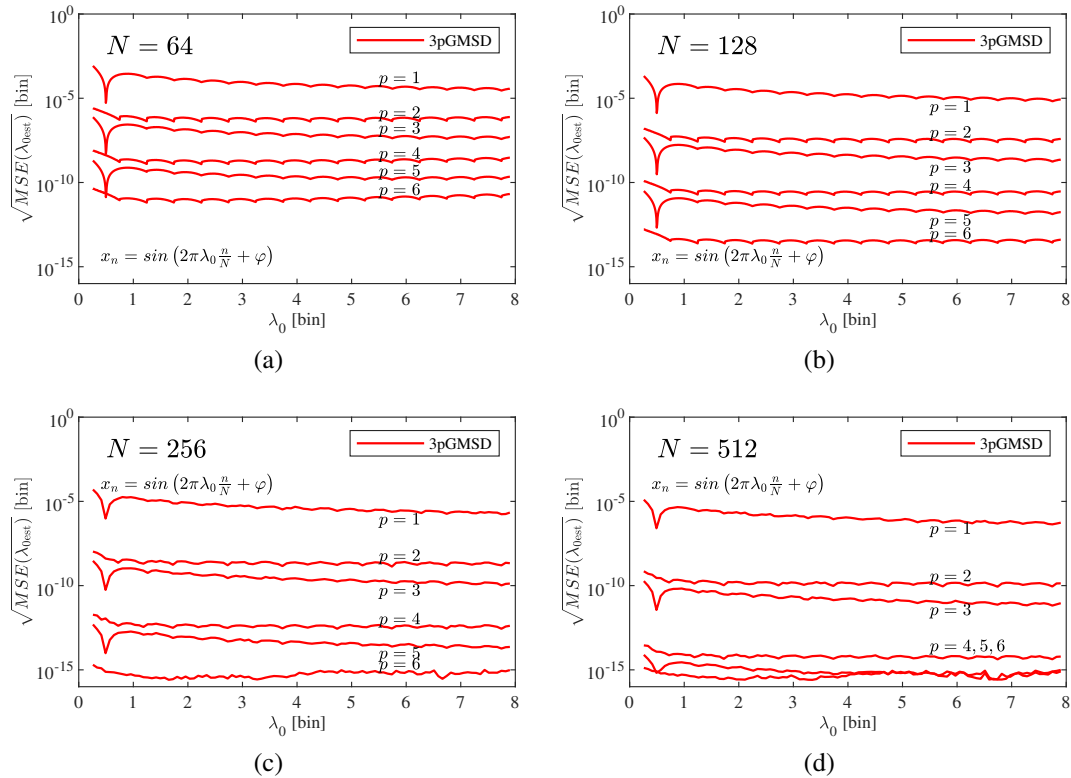 N = 64
3pGMSD
10^0
10^-5
10^-10
10^-15
√MSE(λ_0est) [bin]
p = 1
p = 2
p = 3
p = 4
p = 5
p = 6
x_n = sin (2πλ_0 n/N + φ)
0 1 2 3 4 5 6 7 8
λ_0 [bin]
(a)
N = 128
3pGMSD
10^0
10^-5
10^-10
10^-15
√MSE(λ_0est) [bin]
p = 1
p = 2
p = 3
p = 4
p = 5
p = 6
x_n = sin (2πλ_0 n/N + φ)
0 1 2 3 4 5 6 7 8
λ_0 [bin]
(b)
N = 256
3pGMSD
10^0
10^-5
10^-10
10^-15
√MSE(λ_0est) [bin]
x_n = sin (2πλ_0 n/N + φ)
p = 1
p = 2
p = 3
p = 4
p = 5
p = 6
0 1 2 3 4 5 6 7 8
λ_0 [bin]
(c)
N = 512
3pGMSD
10^0
10^-5
10^-10
10^-15
√MSE(λ_0est) [bin]
x_n = sin (2πλ_0 n/N + φ)
p = 1
p = 2
p = 3
p = 4, 5, 6
0 1 2 3 4 5 6 7 8
λ_0 [bin]
(d)